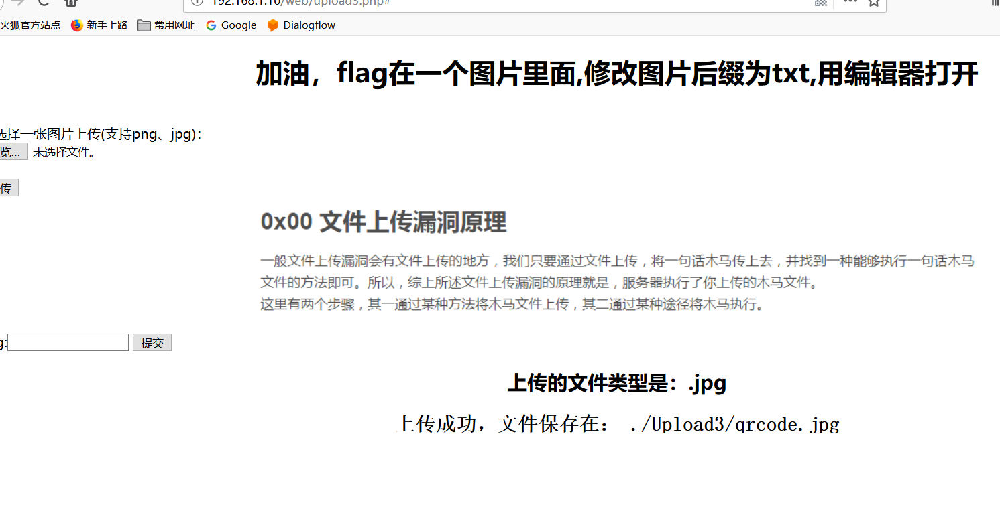 192.168.1.10/web/upload3.php#
火狐官方站点 新手上路 常用网址 Google Dialogflow
加油，flag在一个图片里面,修改图片后缀为txt,用编辑器打开
选择一张图片上传(支持png、jpg)：
览... 未选择文件。
传
0x00 文件上传漏洞原理
一般文件上传漏洞会有文件上传的地方，我们只要通过文件上传，将一句话木马传上去，并找到一种能够执行一句话木马
文件的方法即可。所以，综上所述文件上传漏洞的原理就是，服务器执行了你上传的木马文件。
这里有两个步骤，其一通过某种方法将木马文件上传，其二通过某种途径将木马执行。
g: 提交
上传的文件类型是：.jpg
上传成功，文件保存在： ./Upload3/qrcode.jpg